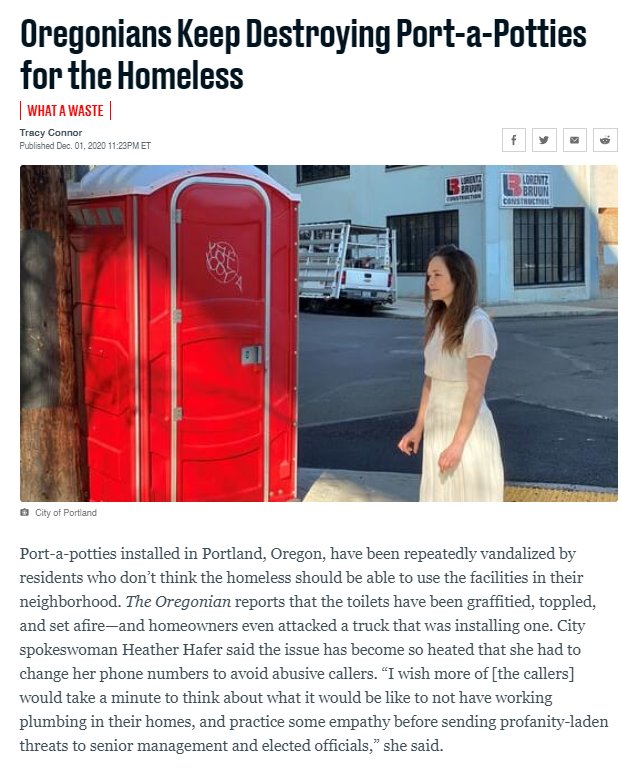 Oregonians Keep Destroying Port-a-Potties
for the Homeless
WHAT A WASTE
Tracy Connor
Published Dec. 01, 2020 11:23PM ET
LORENTZ
BRUUN
CONSTRUCTION
LORENTZ
BRUUN
CONSTRUCTION
City of Portland
Port-a-potties installed in Portland, Oregon, have been repeatedly vandalized by
residents who don’t think the homeless should be able to use the facilities in their
neighborhood. The Oregonian reports that the toilets have been graffitied, toppled,
and set afire—and homeowners even attacked a truck that was installing one. City
spokeswoman Heather Hafer said the issue has become so heated that she had to
change her phone numbers to avoid abusive callers. “I wish more of [the callers]
would take a minute to think about what it would be like to not have working
plumbing in their homes, and practice some empathy before sending profanity-laden
threats to senior management and elected officials,” she said.